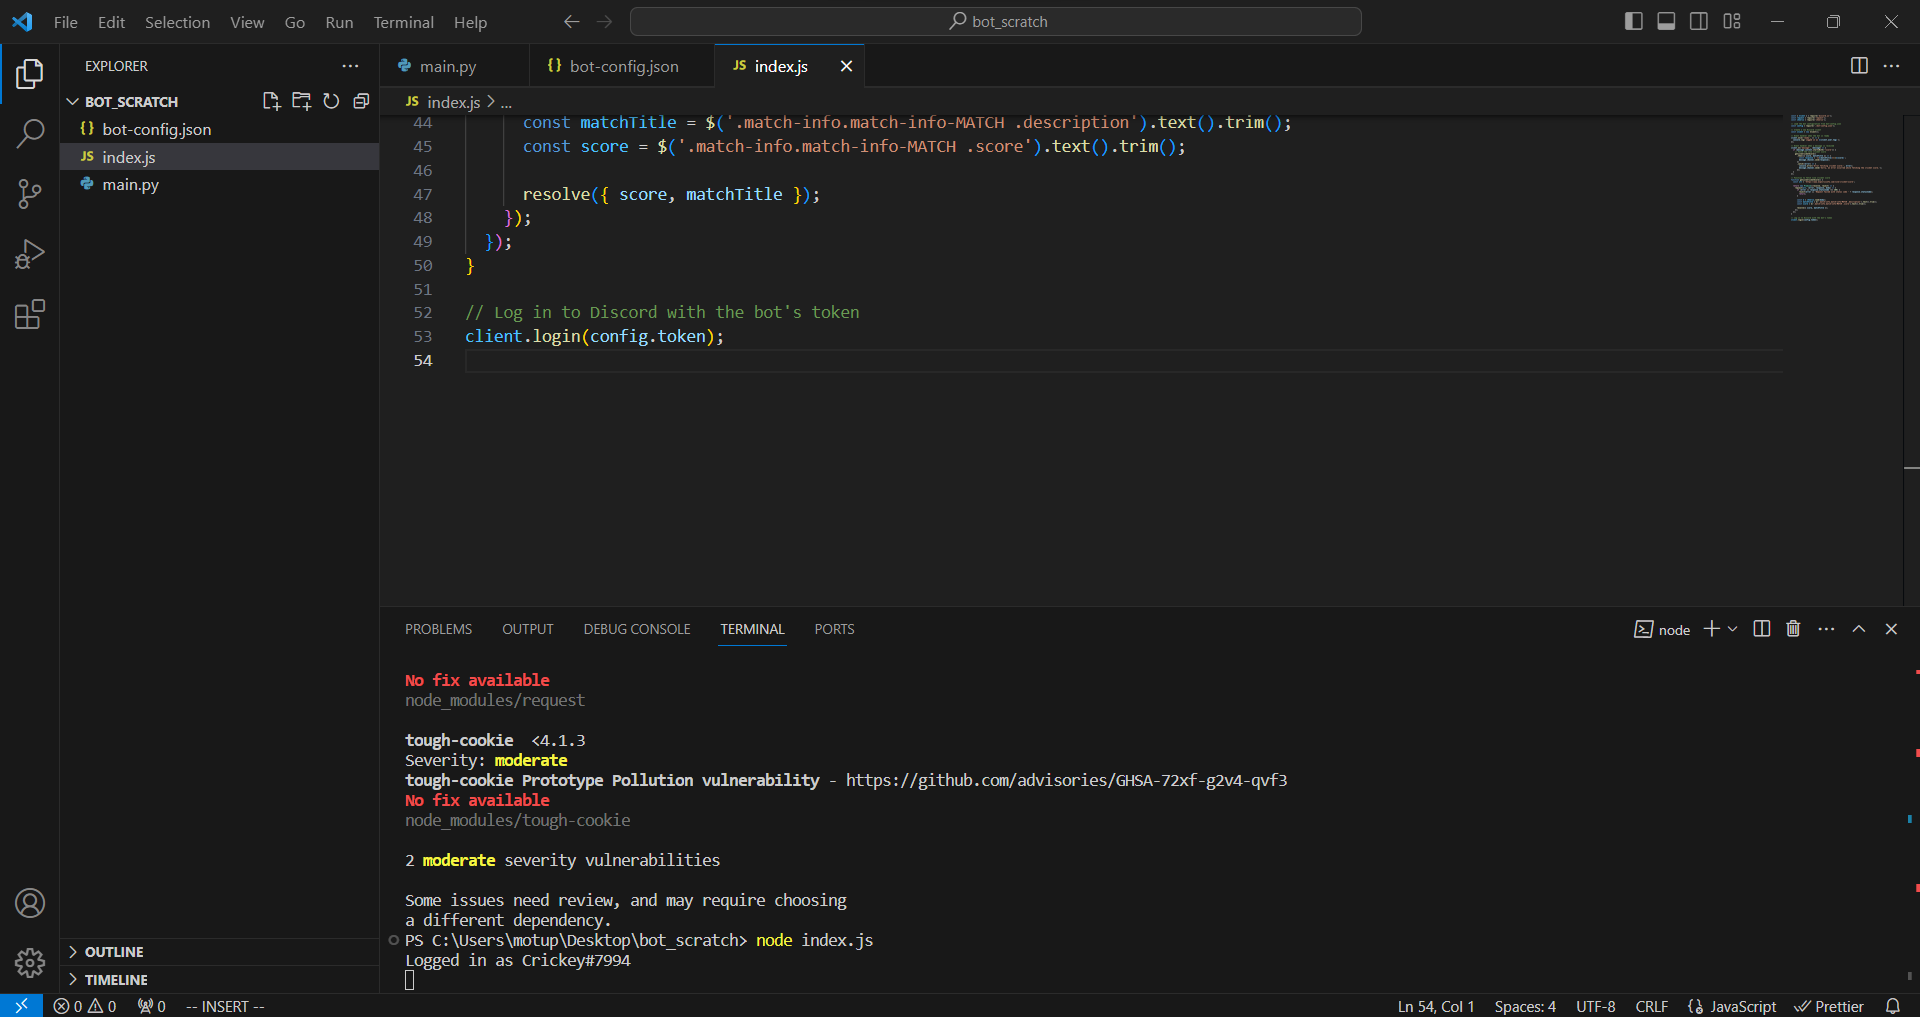 File Edit Selection View Go Run Terminal Help
bot_scratch
EXPLORER
BOT_SCRATCH
{} bot-config.json
JS index.js
main.py
OUTLINE
TIMELINE
main.py
{} bot-config.json
JS index.js
JS index.js > ...
44 const matchTitle = $('.match-info.match-info-MATCH .description').text().trim();
45 const score = $('.match-info.match-info-MATCH .score').text().trim();
46
47 resolve({ score, matchTitle });
48 });
49 });
50 }
51
52 // Log in to Discord with the bot's token
53 client.login(config.token);
54
PROBLEMS OUTPUT DEBUG CONSOLE TERMINAL PORTS
node
No fix available
node_modules/request
tough-cookie <4.1.3
Severity: moderate
tough-cookie Prototype Pollution vulnerability - https://github.com/advisories/GHSA-72xf-g2v4-qvf3
No fix available
node_modules/tough-cookie
2 moderate severity vulnerabilities
Some issues need review, and may require choosing
a different dependency.
PS C:\Users\motup\Desktop\bot_scratch> node index.js
Logged in as Crickey#7994
0 0 0 -- INSERT --
Ln 54, Col 1 Spaces: 4 UTF-8 CRLF {} JavaScript Prettier